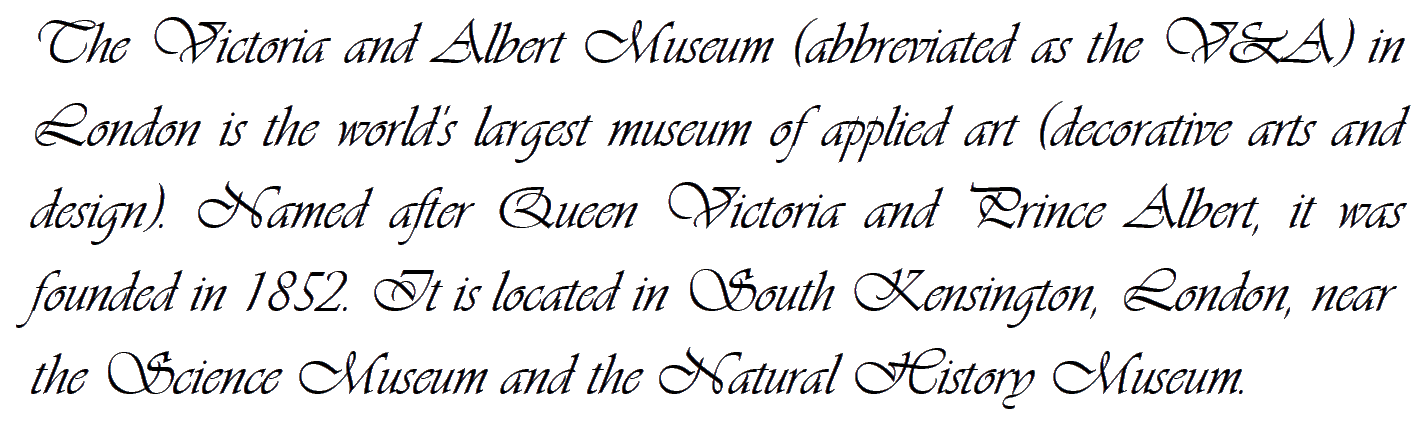 The Victoria and Albert Museum (abbreviated as the V&A) in
London is the world's largest museum of applied art (decorative arts and
design). Named after Queen Victoria and Prince Albert, it was
founded in 1852. It is located in South Kensington, London, near
the Science Museum and the Natural History Museum.